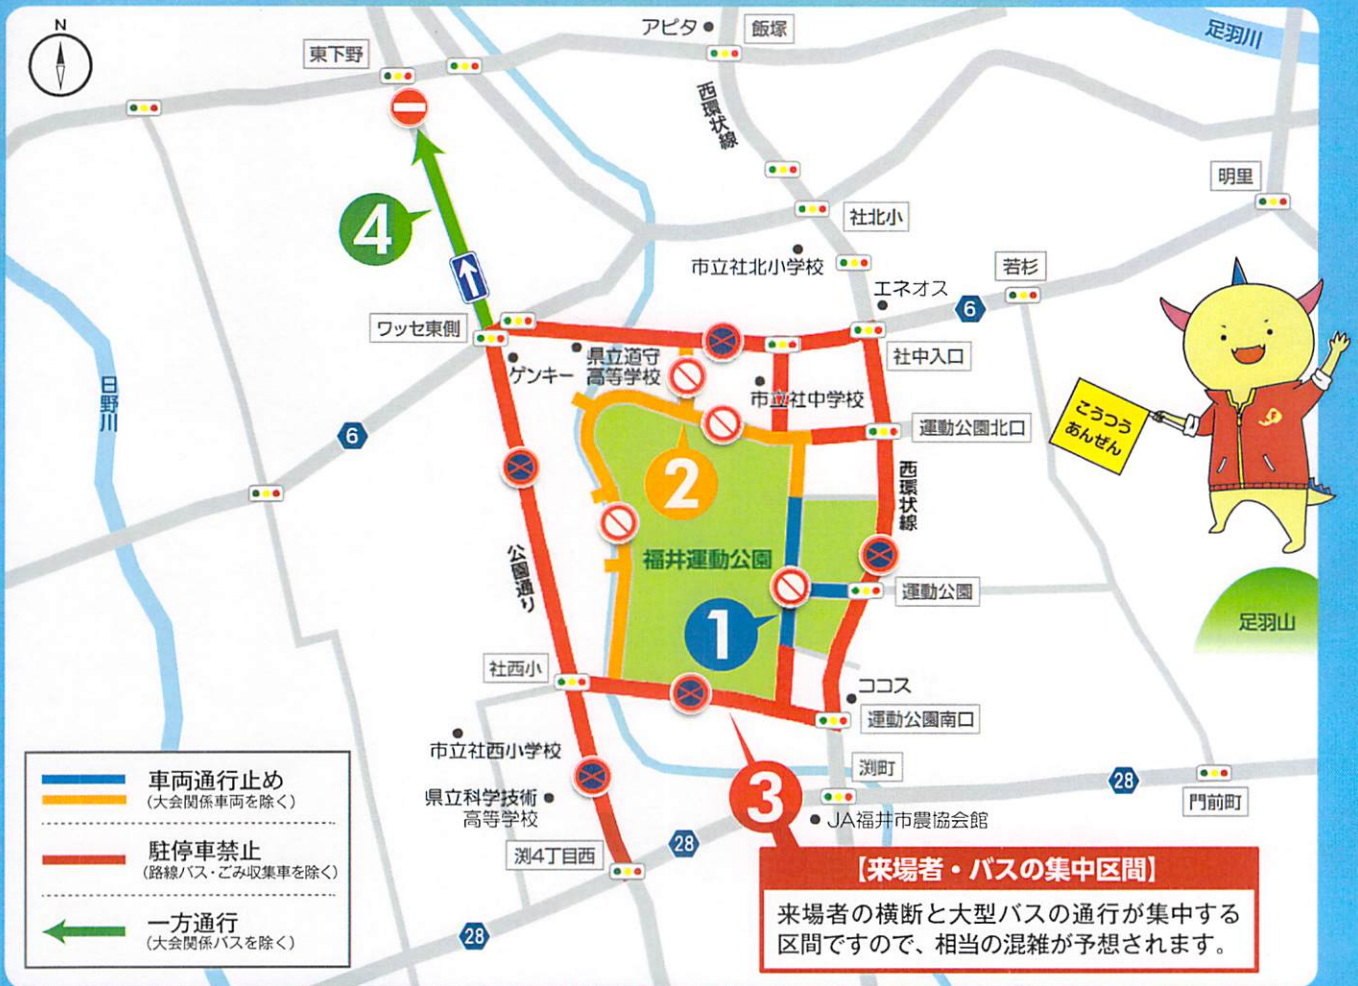 N
アピタ
飯塚
足羽川
東下野
西環状線
明里
4
社北小
市立社北小学校
若杉
エネオス
6
ワッセ東側
社中入口
ゲンキー
県立道守
高等学校
市立社中学校
日野川
こうつう
あんぜん
運動公園北口
6
2
西環状線
公園通り
福井運動公園
運動公園
1
足羽山
社西小
ココス
運動公園南口
市立社西小学校
渕町
28
3
門前町
県立科学技術
高等学校
JA福井市農協会館
28
渕4丁目西
28
車両通行止め
(大会関係車両を除く)
駐停車禁止
(路線バス・ごみ収集車を除く)
一方通行
(大会関係バスを除く)
【来場者・バスの集中区間】
来場者の横断と大型バスの通行が集中する
区間ですので、相当の混雑が予想されます。